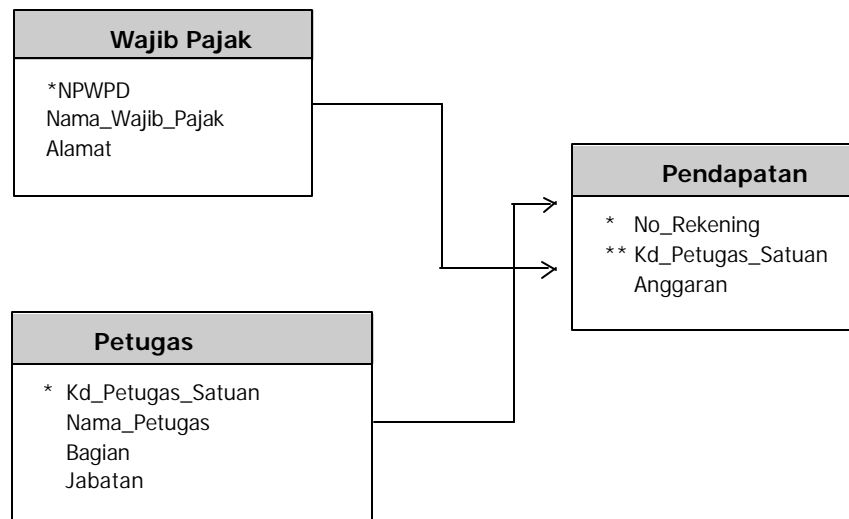 Wajib Pajak
*NPWPD
Nama_Wajib_Pajak
Alamat
Pendapatan
* No_Rekening
** Kd_Petugas_Satuan
Anggaran
Petugas
* Kd_Petugas_Satuan
Nama_Petugas
Bagian
Jabatan